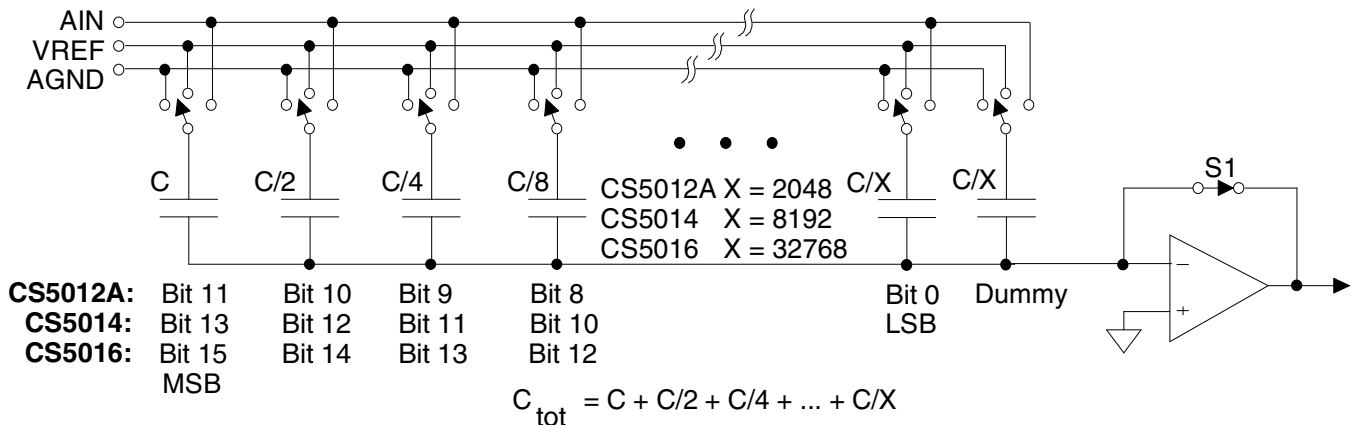 AIN
VREF
AGND
C C/2 C/4 C/8 C/X C/X S1
CS5012A X = 2048
CS5014 X = 8192
CS5016 X = 32768
− +
CS5012A: Bit 11 Bit 10 Bit 9 Bit 8 Bit 0 Dummy
CS5014: Bit 13 Bit 12 Bit 11 Bit 10 LSB
CS5016: Bit 15 Bit 14 Bit 13 Bit 12
MSB
C_tot = C + C/2 + C/4 + ... + C/X